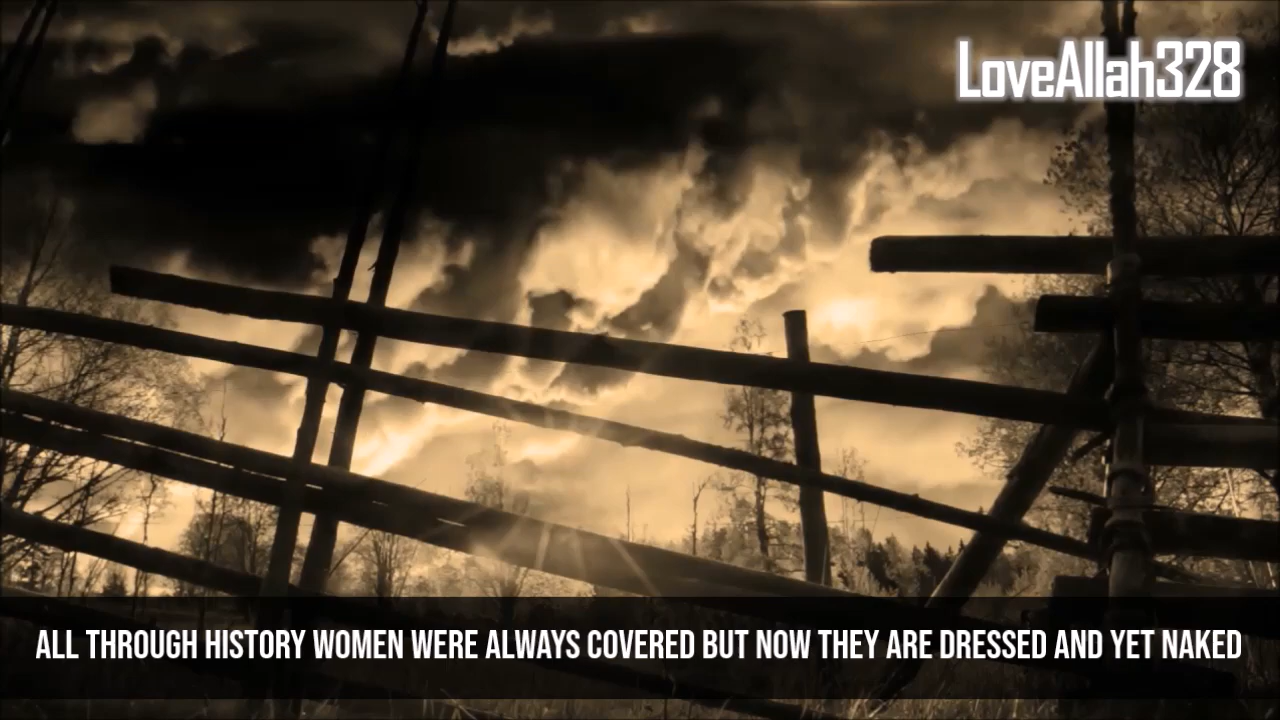 LoveAllah328
ALL THROUGH HISTORY WOMEN WERE ALWAYS COVERED BUT NOW THEY ARE DRESSED AND YET NAKED